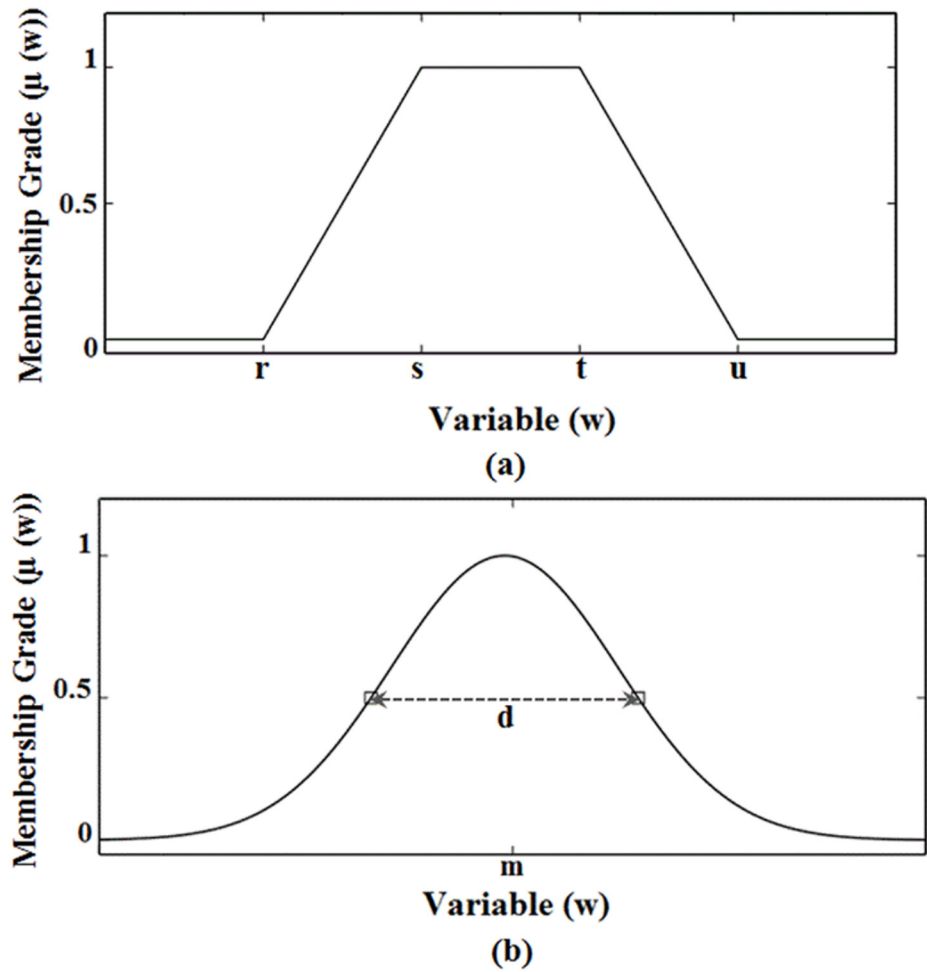 Membership Grade (μ (w))
1
0.5
0
r s t u
Variable (w)
(a)
Membership Grade (μ (w))
1
0.5
0
d
m
Variable (w)
(b)